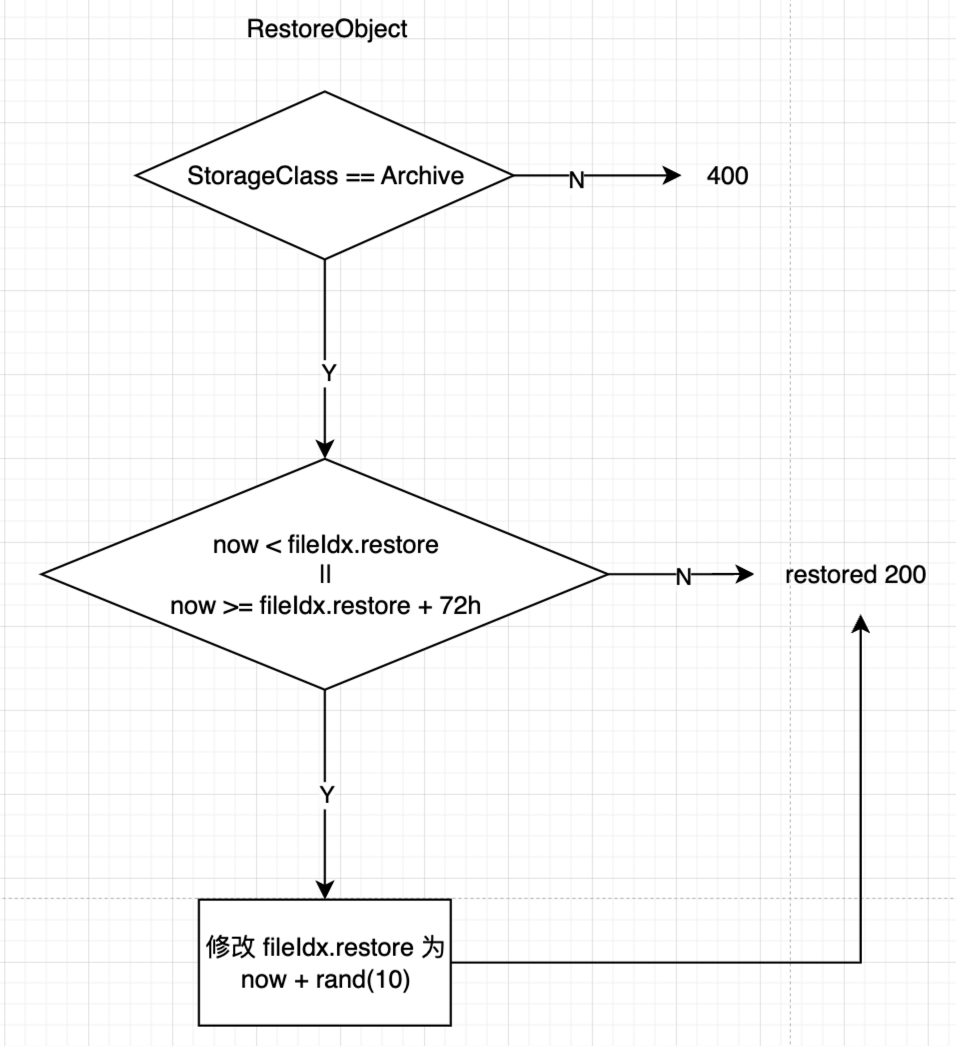 RestoreObject
StorageClass == Archive
N
400
Y
now < fileIdx.restore
||
now >= fileIdx.restore + 72h
N
restored 200
Y
修改 fileIdx.restore 为
now + rand(10)